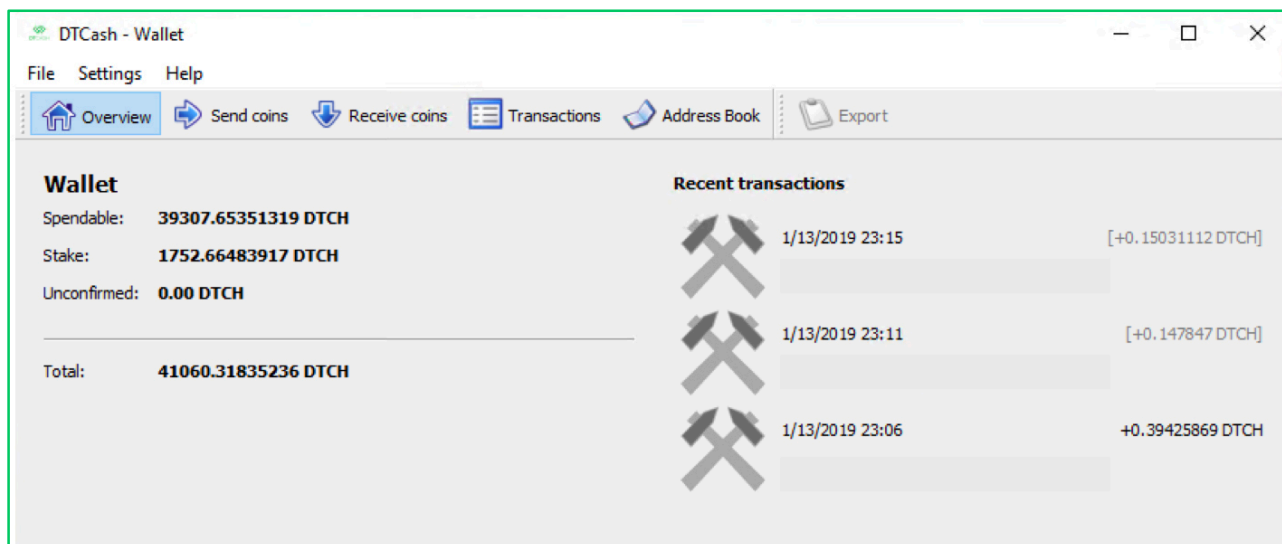 DTCash - Wallet
File Settings Help
Overview Send coins Receive coins Transactions Address Book Export
Wallet
Spendable: 39307.65351319 DTCH
Stake: 1752.66483917 DTCH
Unconfirmed: 0.00 DTCH
Total: 41060.31835236 DTCH
Recent transactions
1/13/2019 23:15 [+0.15031112 DTCH]
1/13/2019 23:11 [+0.147847 DTCH]
1/13/2019 23:06 +0.39425869 DTCH